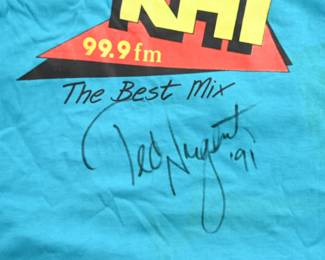 KHI
99.9 fm
The Best Mix
Ted Nugent
'91